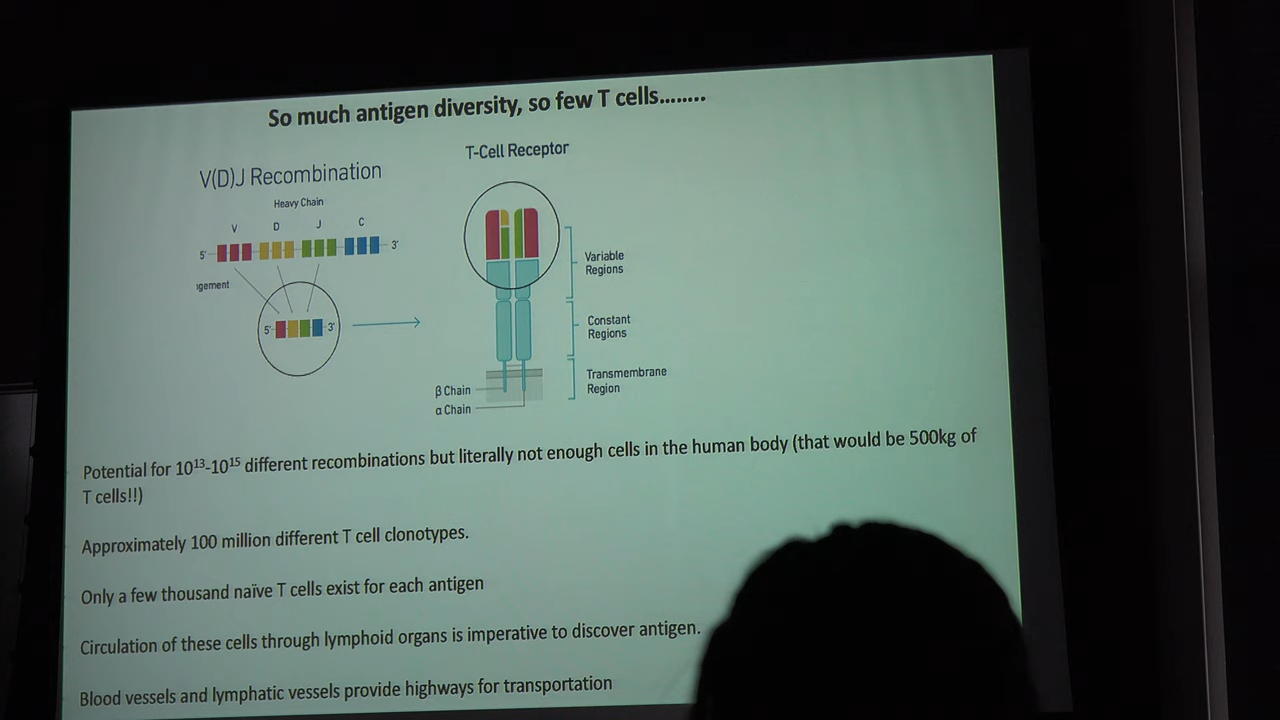 So much antigen diversity, so few T cells........
V(D)J Recombination
Heavy Chain
V D J C
5' 3'
gement
5' 3'
T-Cell Receptor
Variable
Regions
Constant
Regions
Transmembrane
Region
β Chain
α Chain
Potential for 10¹³-10¹⁵ different recombinations but literally not enough cells in the human body (that would be 500kg of
T cells!!)
Approximately 100 million different T cell clonotypes.
Only a few thousand naïve T cells exist for each antigen
Circulation of these cells through lymphoid organs is imperative to discover antigen.
Blood vessels and lymphatic vessels provide highways for transportation